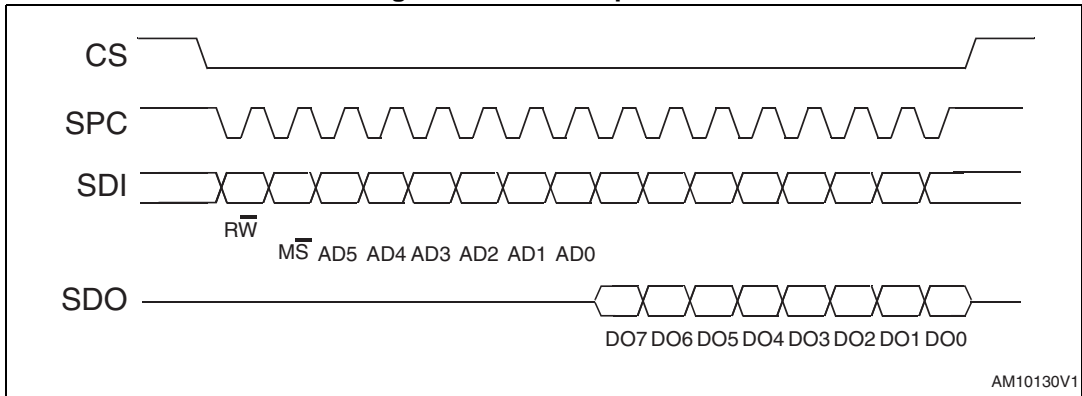 CS
SPC
SDI
RW̅
MS̅ AD5 AD4 AD3 AD2 AD1 AD0
SDO
DO7 DO6 DO5 DO4 DO3 DO2 DO1 DO0
AM10130V1